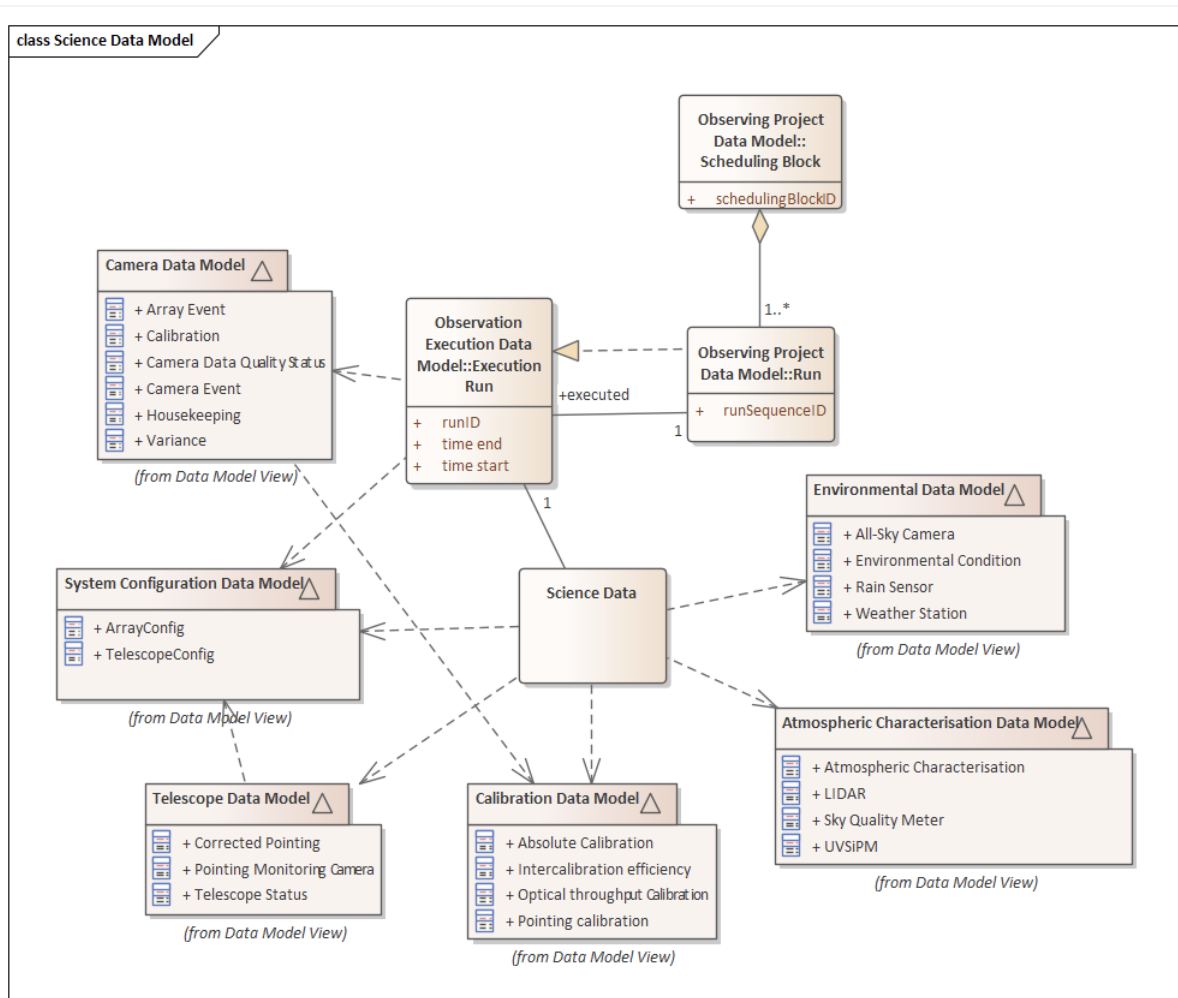 class Science Data Model
Observing Project
Data Model::
Scheduling Block
+ schedulingBlockID
1..*
Camera Data Model
+ Array Event
+ Calibration
+ Camera Data Quality Status
+ Camera Event
+ Housekeeping
+ Variance
(from Data Model View)
Observation
Execution Data
Model::Execution
Run
+ runID
+ time end
+ time start
+executed
1
1
Observing Project
Data Model::Run
+ runSequenceID
Environmental Data Model
+ All-Sky Camera
+ Environmental Condition
+ Rain Sensor
+ Weather Station
(from Data Model View)
System Configuration Data Model
+ ArrayConfig
+ TelescopeConfig
(from Data Model View)
Science Data
Atmospheric Characterisation Data Model
+ Atmospheric Characterisation
+ LIDAR
+ Sky Quality Meter
+ UVSiPM
(from Data Model View)
Telescope Data Model
+ Corrected Pointing
+ Pointing Monitoring Camera
+ Telescope Status
(from Data Model View)
Calibration Data Model
+ Absolute Calibration
+ Intercalibration efficiency
+ Optical throughput Calibration
+ Pointing calibration
(from Data Model View)